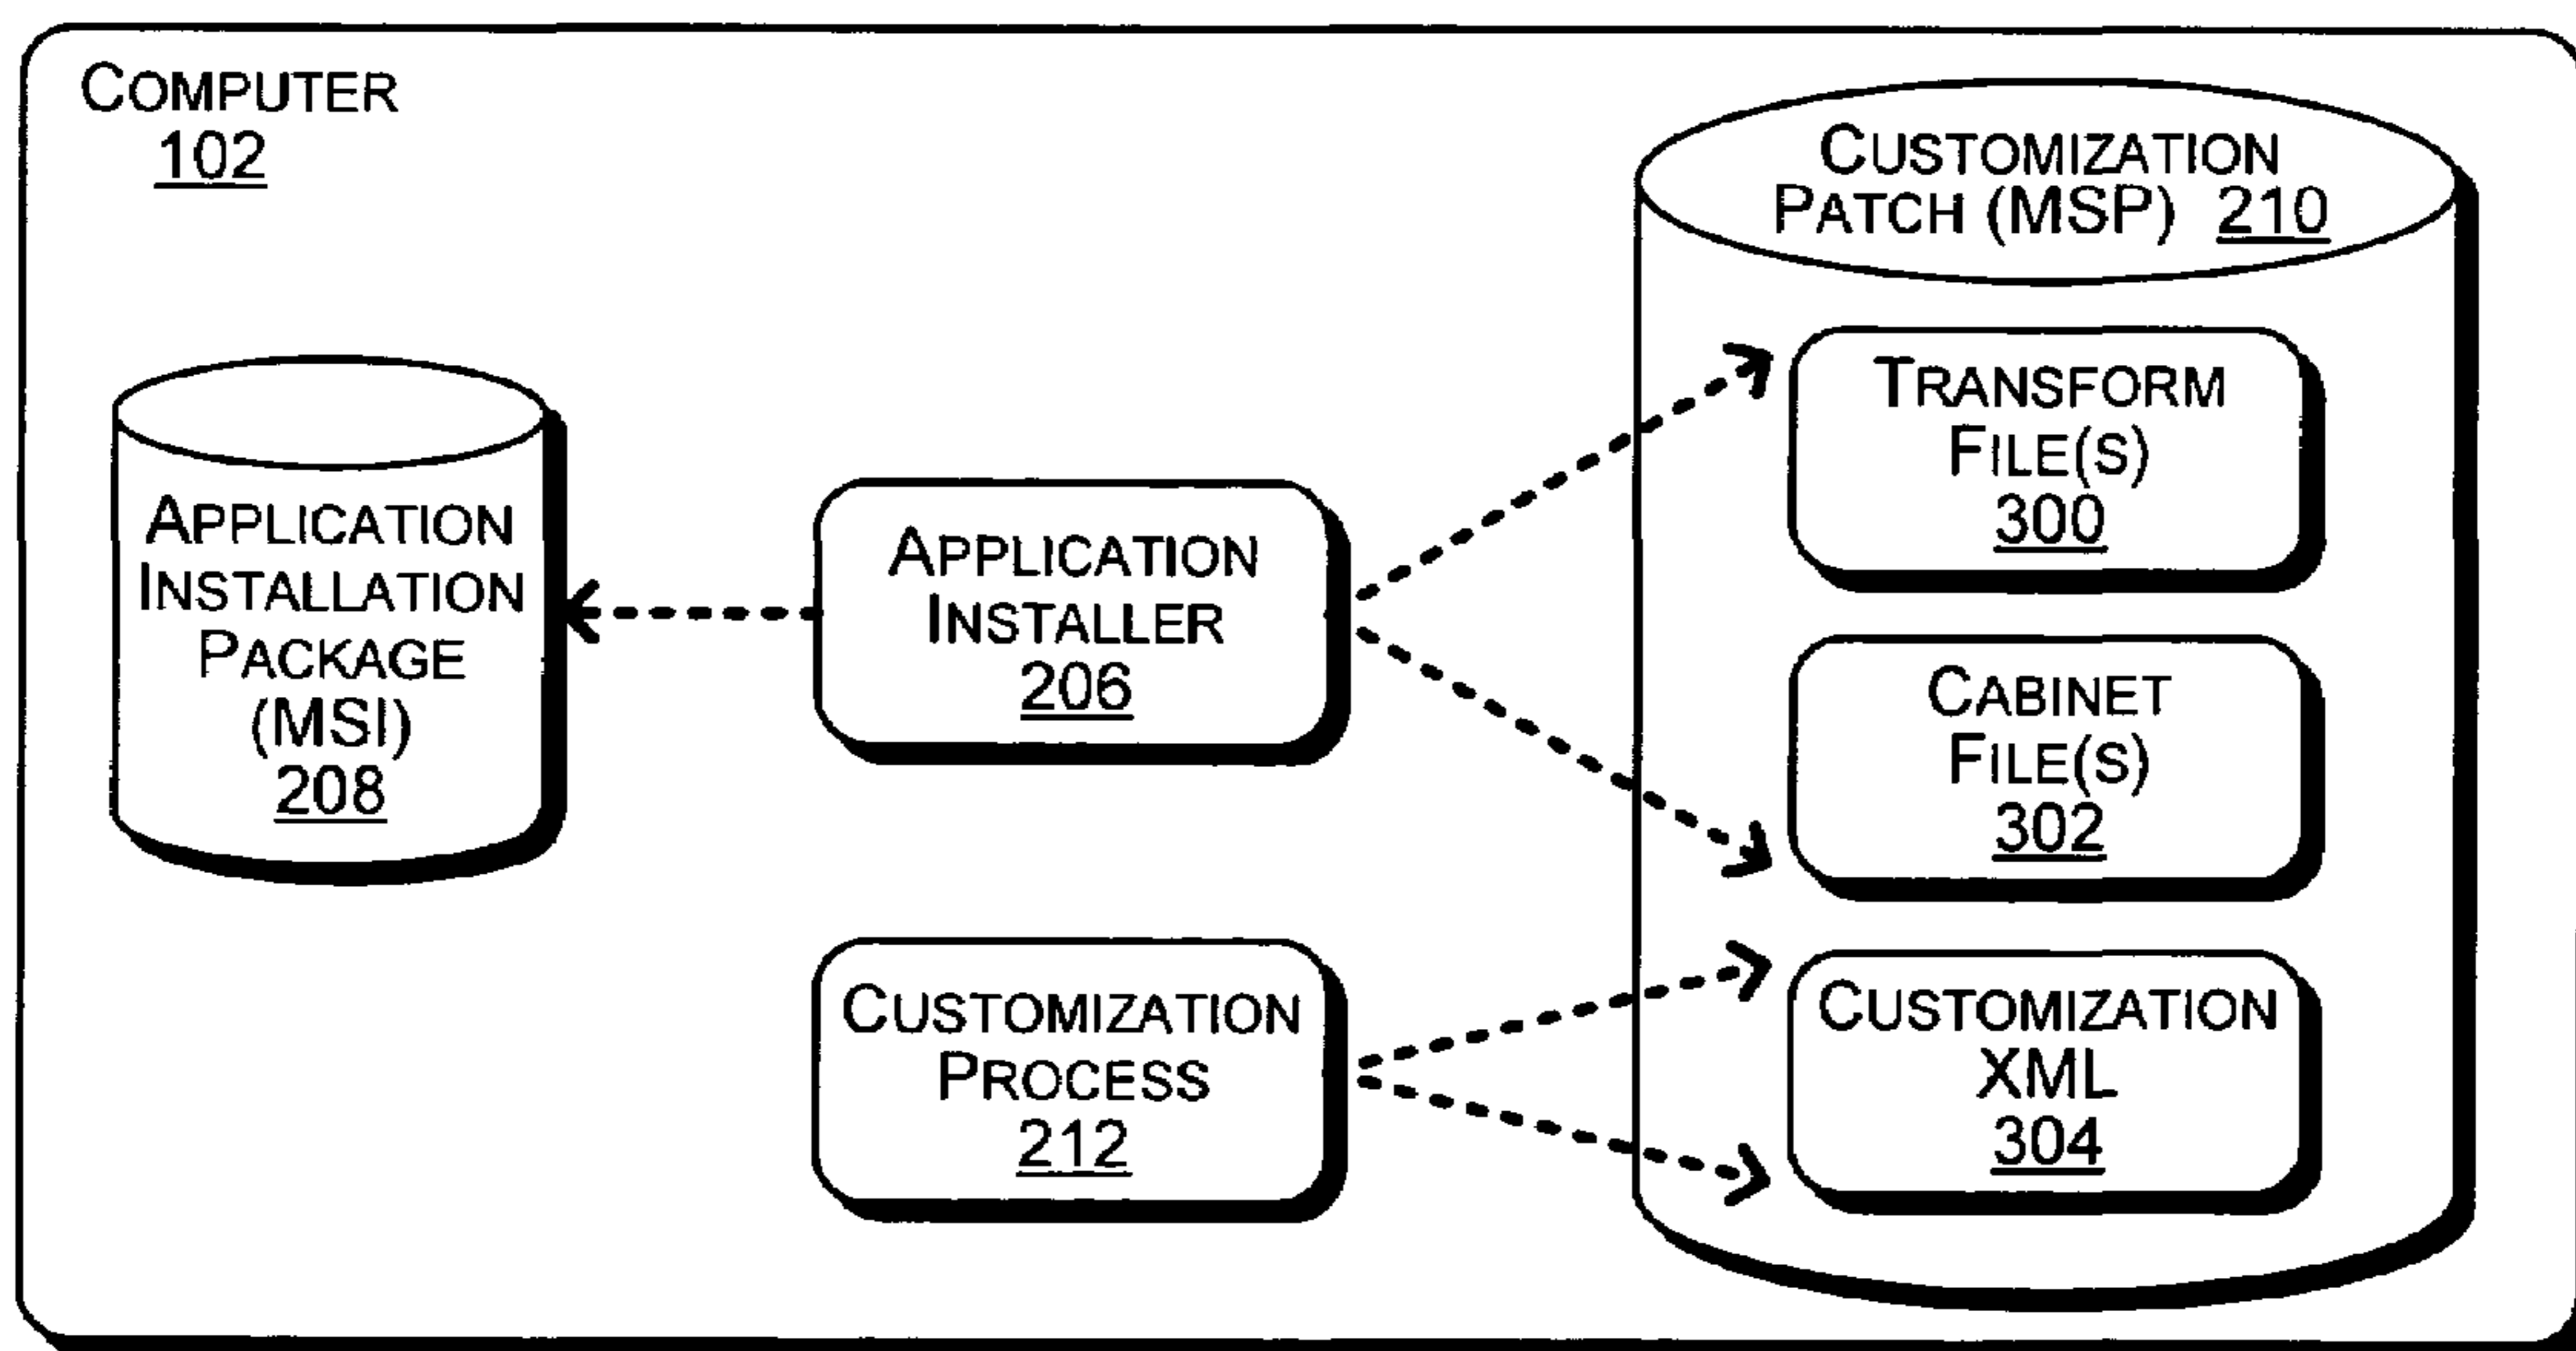 COMPUTER
102
CUSTOMIZATION
PATCH (MSP) 210
APPLICATION
INSTALLATION
PACKAGE
(MSI)
208
APPLICATION
INSTALLER
206
TRANSFORM
FILE(S)
300
CABINET
FILE(S)
302
CUSTOMIZATION
PROCESS
212
CUSTOMIZATION
XML
304